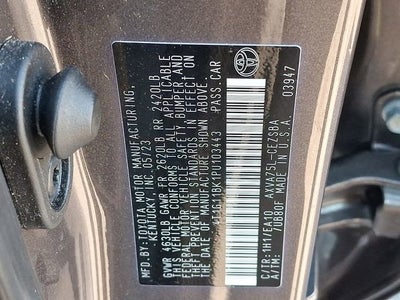 MFD. BY: TOYOTA MOTOR MANUFACTURING,
KENTUCKY, INC. 05/23
GVWR 4630LB GAWR FR 2620LB RR 2420LB
THIS VEHICLE CONFORMS TO ALL APPLICABLE
FEDERAL MOTOR VEHICLE SAFETY, BUMPER, AND
THEFT PREVENTION STANDARDS IN EFFECT ON
THE DATE OF MANUFACTURE SHOWN ABOVE.
PASS. CAR
C/TR: 1H1/EA10 AXVA75L-CEZSBA
A/TM: /UB80F MADE IN U.S.A.
03947